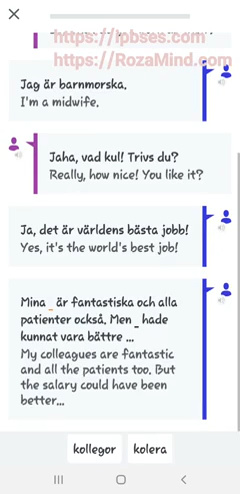 https://lpbses.com
https://RozaMind.com
Jag är barnmorska.
I'm a midwife.
Jaha, vad kul! Trivs du?
Really, how nice! You like it?
Ja, det är världens bästa jobb!
Yes, it's the world's best job!
Mina _ är fantastiska och alla
patienter också. Men _ hade
kunnat vara bättre ...
My colleagues are fantastic
and all the patients too. But
the salary could have been
better...
kollegor kolera